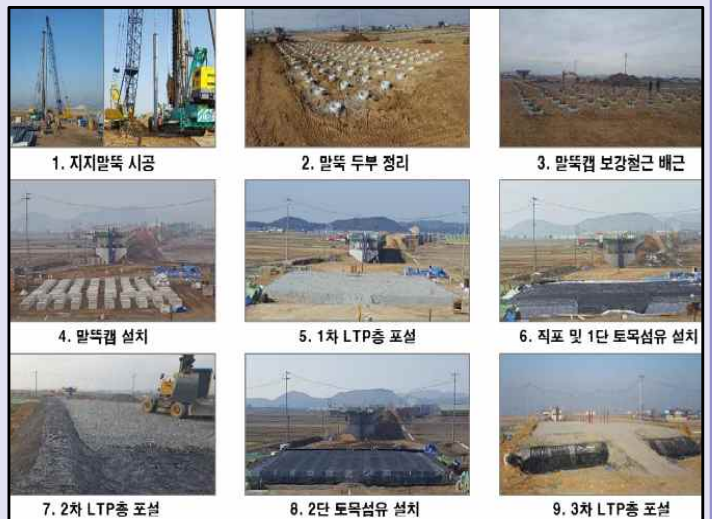 1. 지지말뚝 시공
2. 말뚝 두부 정리
3. 말뚝캡 보강철근 배근
4. 말뚝캡 설치
5. 1차 LTP층 포설
6. 직포 및 1단 토목섬유 설치
7. 2차 LTP층 포설
8. 2단 토목섬유 설치
9. 3차 LTP층 포설